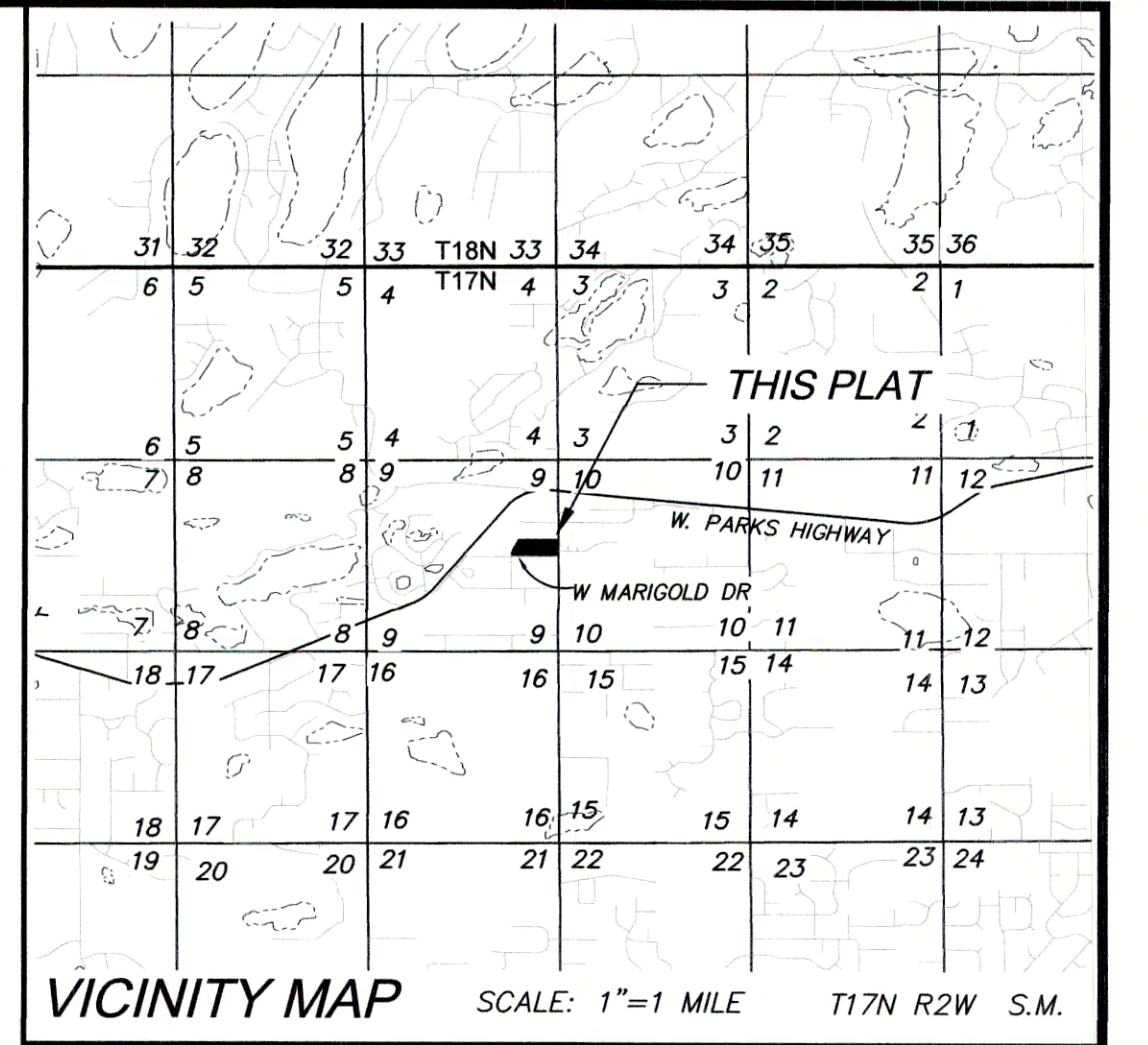 31 32 32 33 T18N 33 34 34 35 35 36
6 5 5 4 T17N 4 3 3 2 2 1
THIS PLAT
6 5 5 4 4 3 3 2 2 1
7 8 8 9 9 10 10 11 11 12
W. PARKS HIGHWAY
W MARIGOLD DR
7 8 8 9 9 10 10 11 11 12
18 17 17 16 16 15 15 14 14 13
18 17 17 16 16 15 15 14 14 13
19 20 20 21 21 22 22 23 23 24
VICINITY MAP SCALE: 1"=1 MILE T17N R2W S.M.